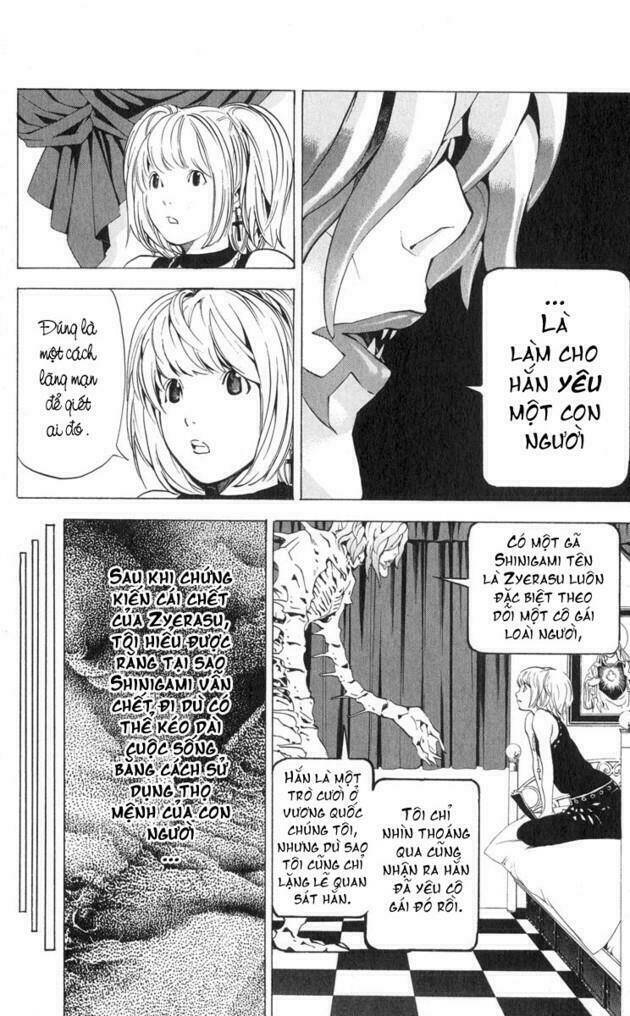 ...
LÀ
LÀM CHO
HẮN YÊU
MỘT CON
NGƯỜI
Đúng là
một cách
lãng mạn
để giết
ai đó.
CÓ MỘT GÃ
SHINIGAMI TÊN
LÀ ZYERASU LUÔN
ĐẶC BIỆT THEO
DÕI MỘT CÔ GÁI
LOÀI NGƯỜI,
TÔI CHỈ
NHÌN THOÁNG
QUA CŨNG
NHẬN RA HẮN
ĐÃ YÊU CÔ
GÁI ĐÓ RỒI.
HẮN LÀ MỘT
TRÒ CƯỜI Ở
VƯƠNG QUỐC
CHÚNG TÔI,
NHƯNG DÙ SAO
TÔI CŨNG CHỈ
LẶNG LẼ QUAN
SÁT HẮN.
SAU KHI CHỨNG
KIẾN CÁI CHẾT
CỦA ZYERASU,
TÔI HIỂU ĐƯỢC
RẰNG TẠI SAO
SHINIGAMI VẪN
CHẾT ĐI DÙ CÓ
THỂ KÉO DÀI
CUỘC SỐNG
BẰNG CÁCH SỬ
DỤNG THỌ
MỆNH CỦA CON
NGƯỜI
...